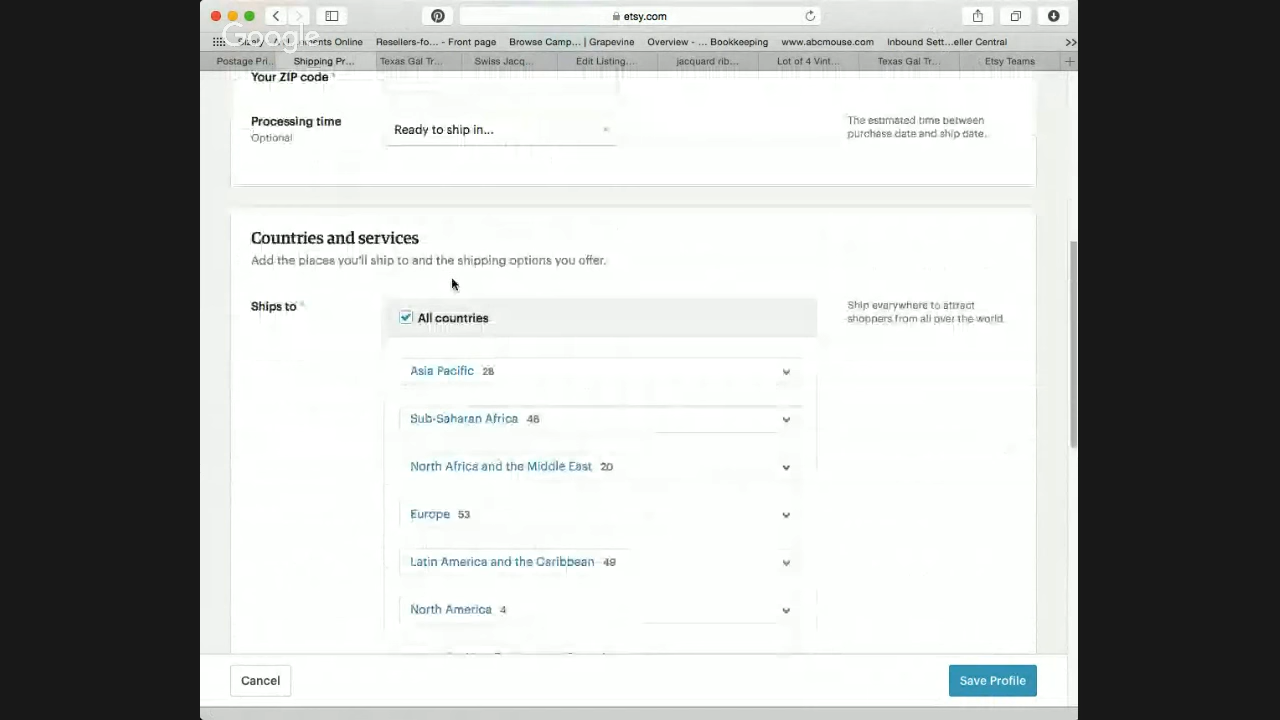 etsy.com
Google
Resellers-fo... - Front page
Browse Camp... | Grapevine
Overview - ... Bookkeeping
www.abcmouse.com
Inbound Sett...eller Central
Postage Pri...
Shipping Pr...
Texas Gal Tr...
Swiss Jacq...
Edit Listing...
jacquard rib...
Lot of 4 Vint...
Texas Gal Tr...
Etsy Teams
Your ZIP code *
Processing time
Optional
Ready to ship in...
The estimated time between
purchase date and ship date.
Countries and services
Add the places you'll ship to and the shipping options you offer.
Ships to *
All countries
Ship everywhere to attract
shoppers from all over the world.
Asia Pacific 28
Sub-Saharan Africa 46
North Africa and the Middle East 20
Europe 53
Latin America and the Caribbean 49
North America 4
Cancel
Save Profile